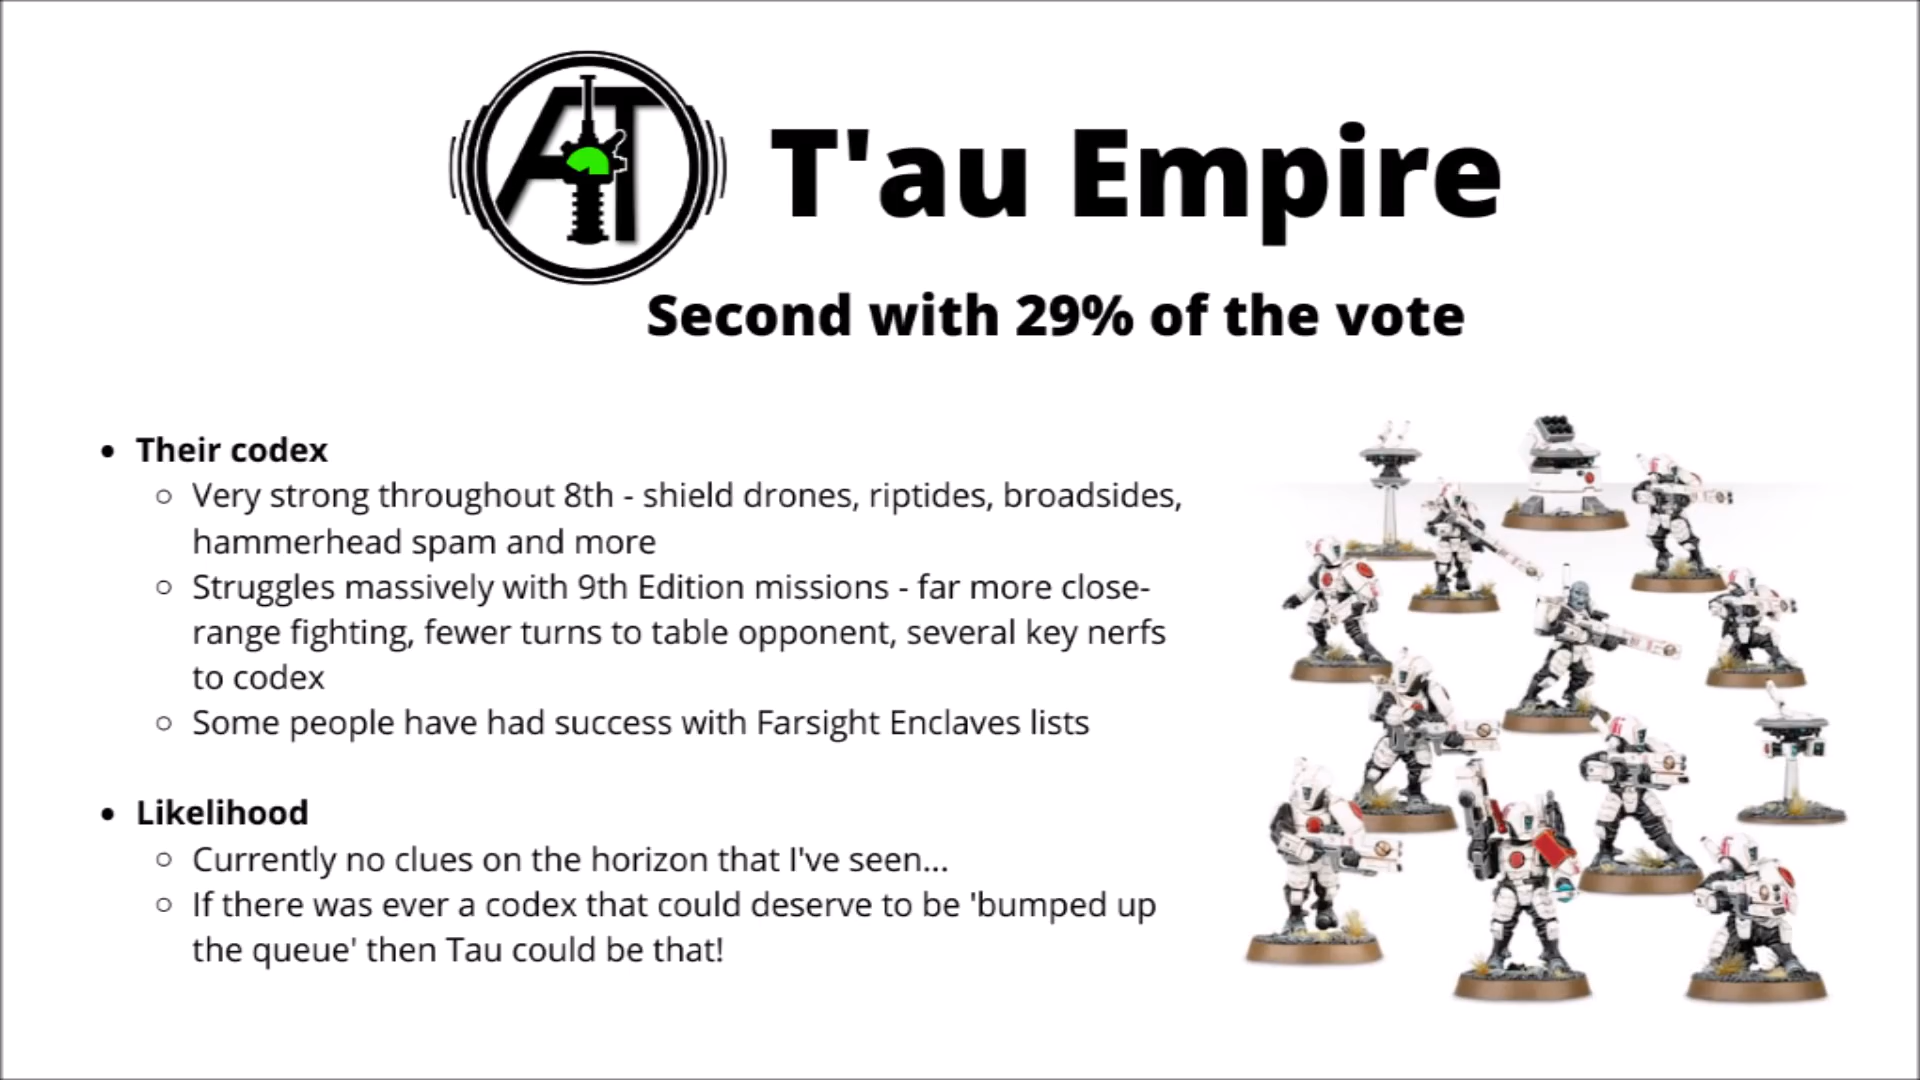 AT
T'au Empire
Second with 29% of the vote
• Their codex
○ Very strong throughout 8th - shield drones, riptides, broadsides,
hammerhead spam and more
○ Struggles massively with 9th Edition missions - far more close-
range fighting, fewer turns to table opponent, several key nerfs
to codex
○ Some people have had success with Farsight Enclaves lists
• Likelihood
○ Currently no clues on the horizon that I've seen...
○ If there was ever a codex that could deserve to be 'bumped up
the queue' then Tau could be that!